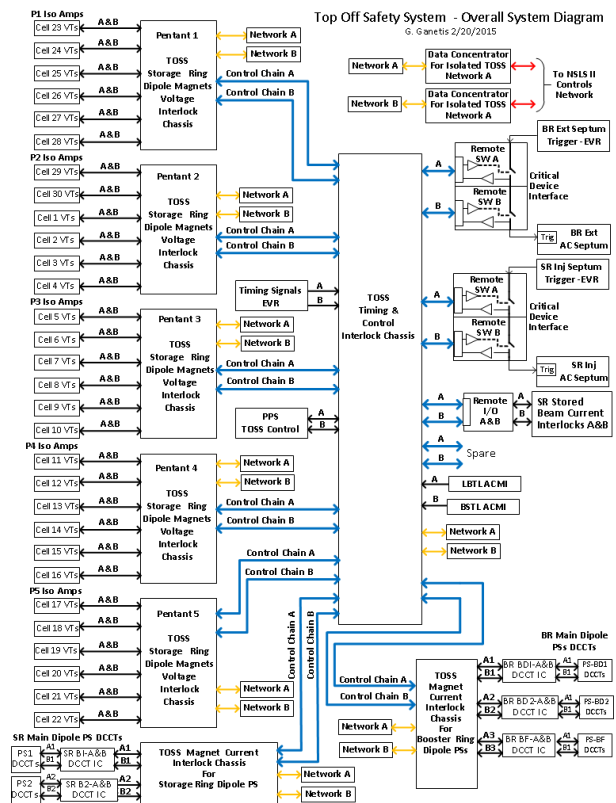 Top Off Safety System - Overall System Diagram
G. Ganetis 2/20/2015
P1 Iso Amps
Cell 23 VTs
A&B
Cell 24 VTs
A&B
Cell 25 VTs
A&B
Cell 26 VTs
A&B
Cell 27 VTs
A&B
Cell 28 VTs
A&B
Pentant 1
TOSS
Storage Ring
Dipole Magnets
Voltage
Interlock
Chassis
Network A
Network B
Control Chain A
Control Chain B
P2 Iso Amps
Cell 29 VTs
A&B
Cell 30 VTs
A&B
Cell 1 VTs
A&B
Cell 2 VTs
A&B
Cell 3 VTs
A&B
Cell 4 VTs
A&B
Pentant 2
TOSS
Storage Ring
Dipole Magnets
Voltage
Interlock
Chassis
Network A
Network B
Control Chain A
Control Chain B
P3 Iso Amps
Cell 5 VTs
A&B
Cell 6 VTs
A&B
Cell 7 VTs
A&B
Cell 8 VTs
A&B
Cell 9 VTs
A&B
Cell 10 VTs
A&B
Pentant 3
TOSS
Storage Ring
Dipole Magnets
Voltage
Interlock
Chassis
Network A
Network B
Control Chain A
Control Chain B
P4 Iso Amps
Cell 11 VTs
A&B
Cell 12 VTs
A&B
Cell 13 VTs
A&B
Cell 14 VTs
A&B
Cell 15 VTs
A&B
Cell 16 VTs
A&B
Pentant 4
TOSS
Storage Ring
Dipole Magnets
Voltage
Interlock
Chassis
Network A
Network B
Control Chain A
Control Chain B
P5 Iso Amps
Cell 17 VTs
A&B
Cell 18 VTs
A&B
Cell 19 VTs
A&B
Cell 20 VTs
A&B
Cell 21 VTs
A&B
Cell 22 VTs
A&B
Pentant 5
TOSS
Storage Ring
Dipole Magnets
Voltage
Interlock
Chassis
Control Chain A
Control Chain B
Network A
Network B
SR Main Dipole PS DCCTs
PS1
DCCTs
A1
B1
SR B1-A&B
DCCT IC
A1
B1
PS2
DCCTs
A2
B1
SR B2-A&B
DCCT IC
A2
B2
TOSS Magnet Current
Interlock Chassis
For
Storage Ring Dipole PS
Control Chain A
Control Chain B
Network A
Network B
Timing Signals
EVR
A
B
PPS
TOSS Control
A
B
TOSS
Timing &
Control
Interlock Chassis
Network A
Data Concentrator
For Isolated TOSS
Network A
Network B
Data Concentrator
For Isolated TOSS
Network A
To NSLS II
Controls
Network
BR Ext Septum
Trigger -EVR
A
Remote
SW A
B
Remote
SW B
Critical
Device
Interface
Trig
BR Ext
AC Septum
SR Inj Septum
Trigger -EVR
A
Remote
SW A
B
Remote
SW B
Critical
Device
Interface
Trig
SR Inj
AC Septum
A
B
Remote
I/O
A&B
A
B
SR Stored
Beam Current
Interlocks A&B
A
B
Spare
A
LBTL ACMI
B
BSTL ACMI
Network A
Network B
Control Chain A
Control Chain B
Network A
Network B
TOSS
Magnet
Current
Interlock
Chassis
For
Booster Ring
Dipole PSs
BR Main Dipole
PSs DCCTs
A1
B1
BR BD1-A&B
DCCT IC
A1
B1
PS-BD1
DCCTs
A2
B2
BR BD2-A&B
DCCT IC
A1
B1
PS-BD2
DCCTs
A3
B3
BR BF-A&B
DCCT IC
A1
B1
PS-BF
DCCTs